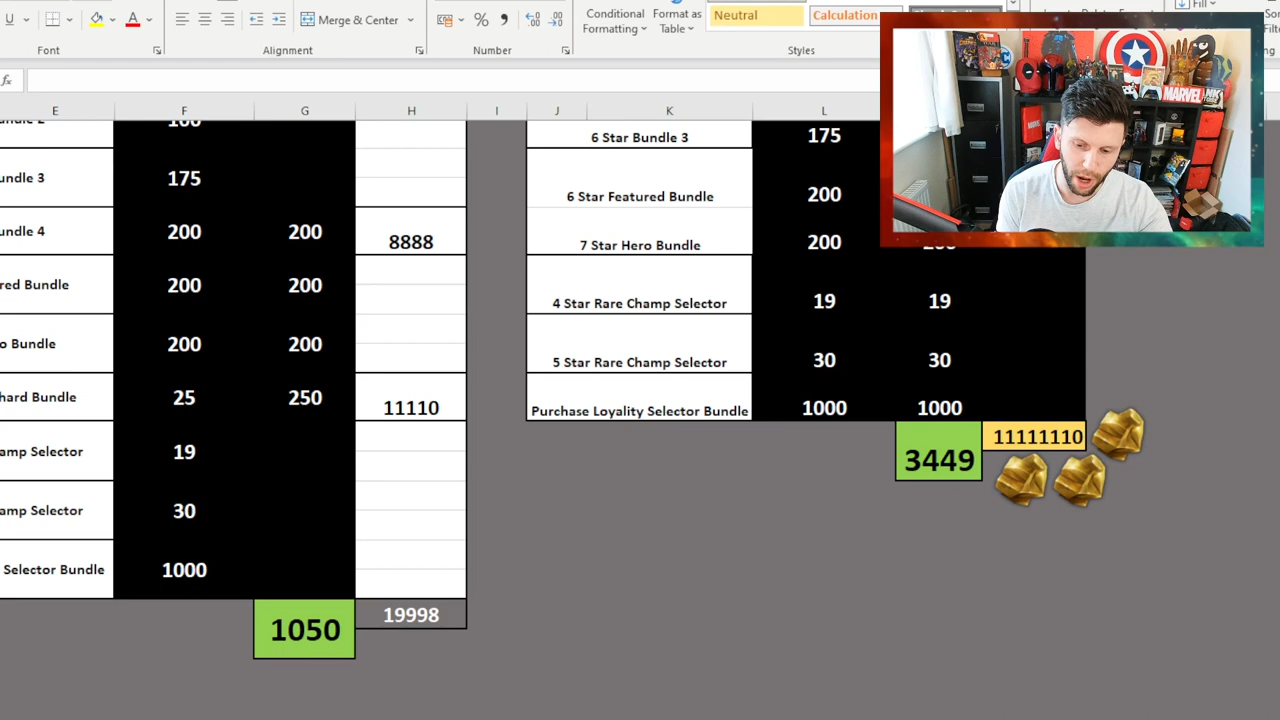 U
Merge & Center
%
Conditional
Formatting
Format as
Table
Neutral
Calculation
Fill
Font
Alignment
Number
Styles
fx
E F G H I J K L
undle 3 175
undle 4 200 200 8888
red Bundle 200 200
o Bundle 200 200
hard Bundle 25 250 11110
amp Selector 19
amp Selector 30
Selector Bundle 1000
1050 19998
6 Star Bundle 3 175
6 Star Featured Bundle 200
7 Star Hero Bundle 200
4 Star Rare Champ Selector 19 19
5 Star Rare Champ Selector 30 30
Purchase Loyality Selector Bundle 1000 1000
3449 11111110
MARVEL